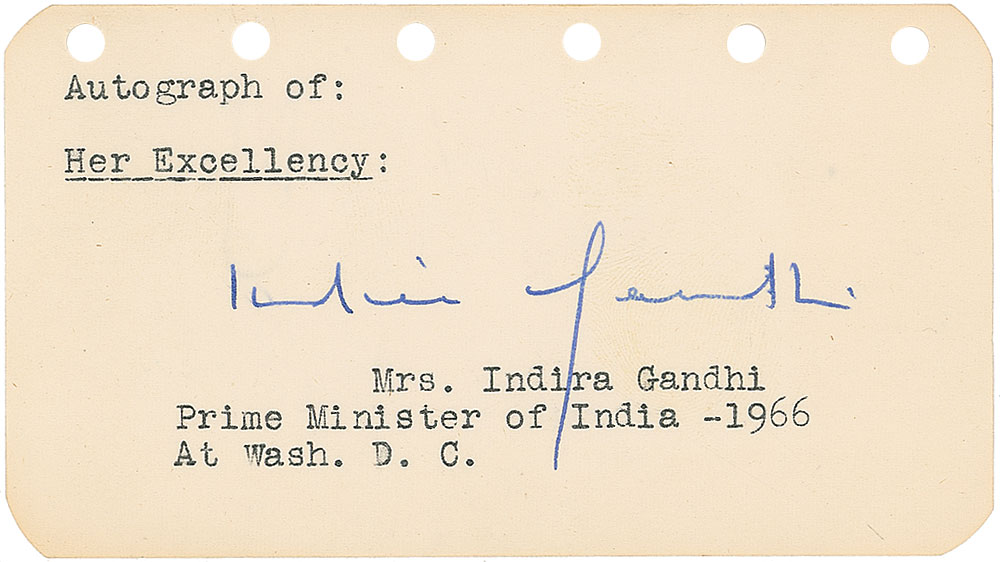 Autograph of:
Her Excellency:
Indira Gandhi
Mrs. Indira Gandhi
Prime Minister of India -1966
At Wash. D. C.